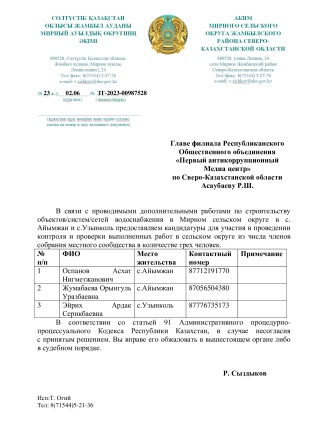 СОЛТҮСТІК ҚАЗАҚСТАН
ОБЛЫСЫ ЖАМБЫЛ АУДАНЫ
МИРНЫЙ АУЫЛДЫҚ ОКРУГІНІҢ
ӘКІМІ
АКИМ
МИРНОГО СЕЛЬСКОГО
ОКРУГА ЖАМБЫЛСКОГО
РАЙОНА СЕВЕРО-
КАЗАХСТАНСКОЙ ОБЛАСТИ
20 23 ж.(г.) 02.06 № ЗТ-2023-00987528
Главе филиала Республиканского
Общественного объединения
«Первый антикоррупционный
Медиа центр»
по Северо-Казахстанской области
Асубаеву Р.Ш.
В связи с проводимыми дополнительными работами по строительству
объектов/систем/сетей водоснабжения в Мирном сельском округе в с.
Айымжан и с.Узынколь предоставляем кандидатуры для участия в проведении
контроля и проверки выполненных работ в сельском округе из числа членов
собрания местного сообщества в количестве трех человек.
№ п/п ФИО Место жительства Контактный номер Примечание
1 Оспанов Асхат Нигметжанович с.Айымжан 87712191770
2 Жумабаева Орынгуль Уразбаевна с.Айымжан 87056504380
3 Эйрих Ардак Серикбаевна с.Узынколь 87776735173
В соответствии со статьей 91 Административного процедурно-
процессуального Кодекса Республики Казахстан, в случае несогласия
с принятым решением. Вы вправе его обжаловать в вышестоящем органе либо
в судебном порядке.
Р. Сыздыков
Исп:Т. Огий
Тел: 8(71544)5-21-36